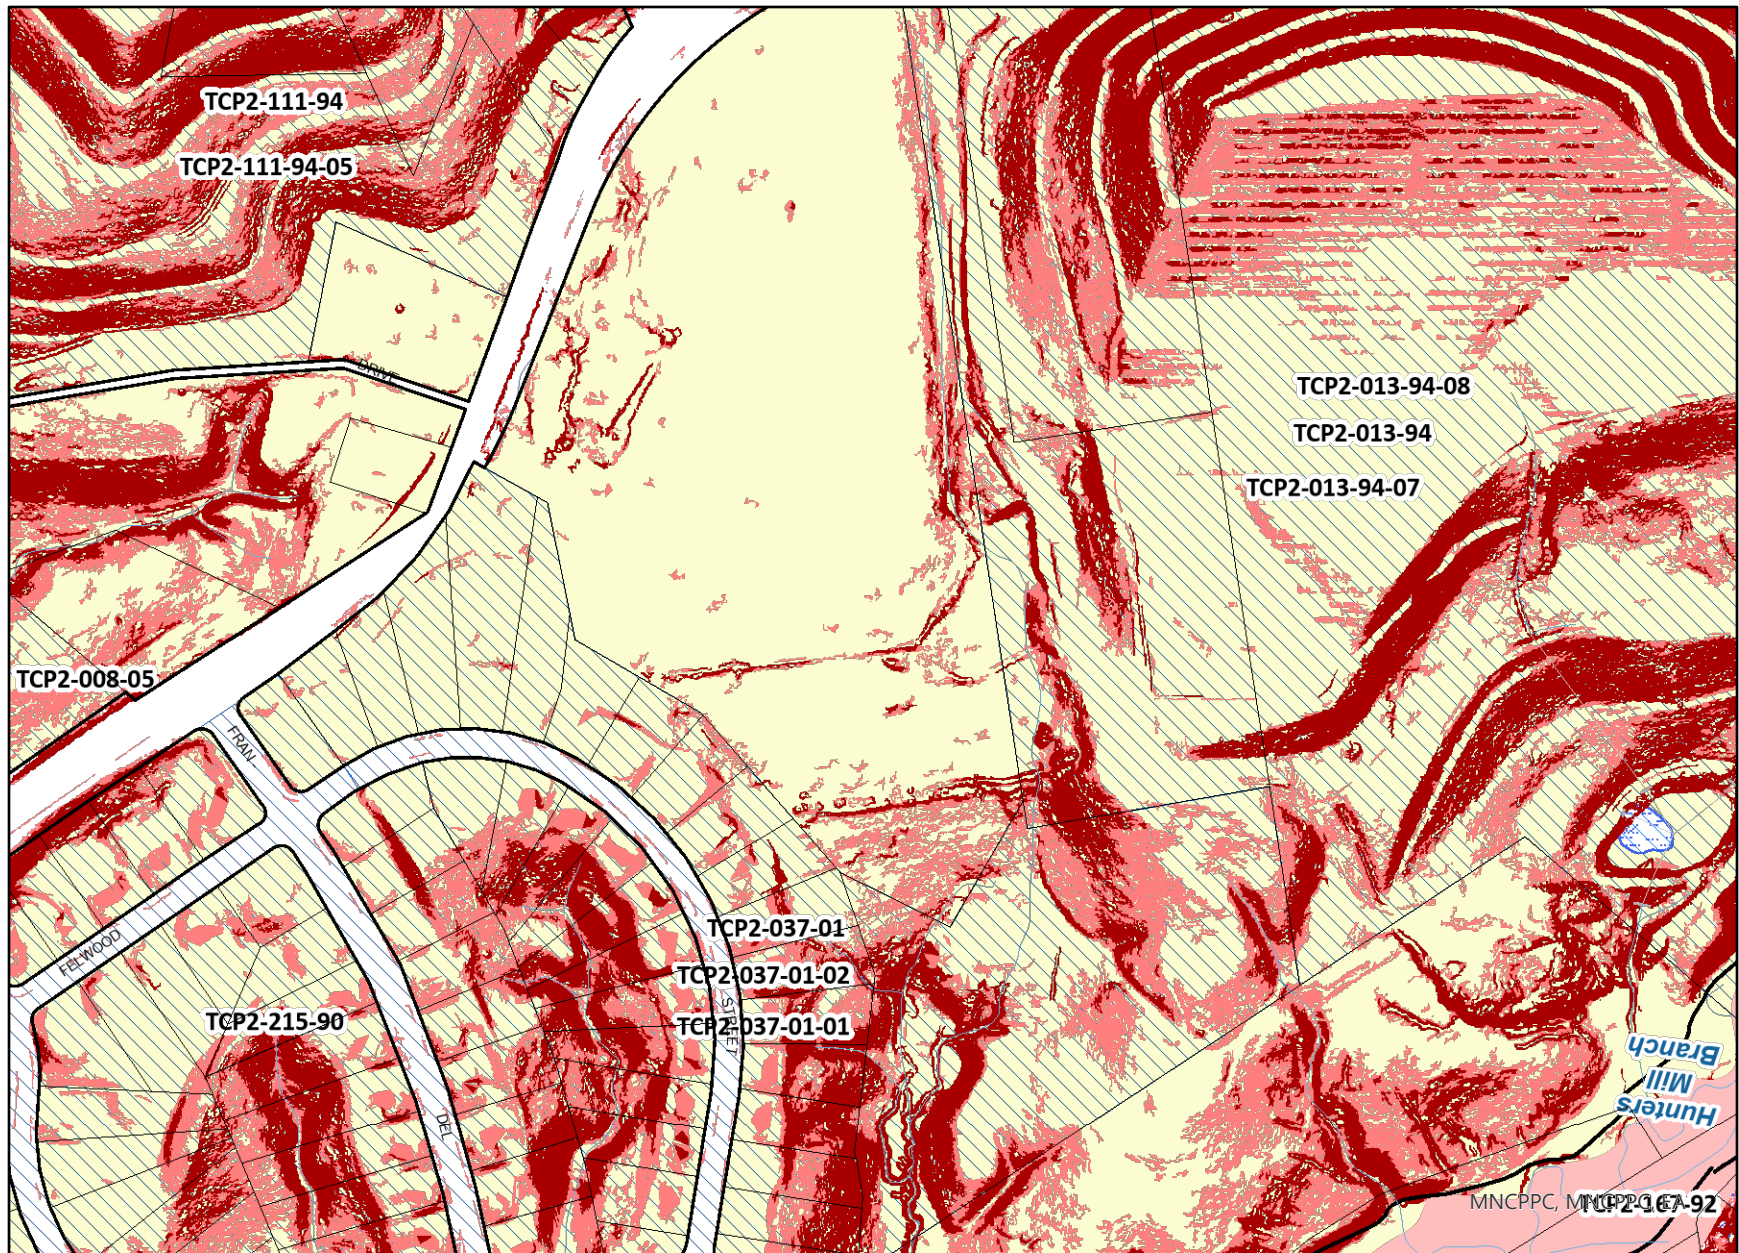 TCP2-111-94
TCP2-111-94-05
DRIVE
TCP2-013-94-08
TCP2-013-94
TCP2-013-94-07
TCP2-008-05
FRAN
FELWOOD
TCP2-037-01
TCP2-037-01-02
TCP2-037-01-01
STREET
TCP2-215-90
DEL
Hunters
Mill
Branch
MNCPPC,
TCP2-167-92